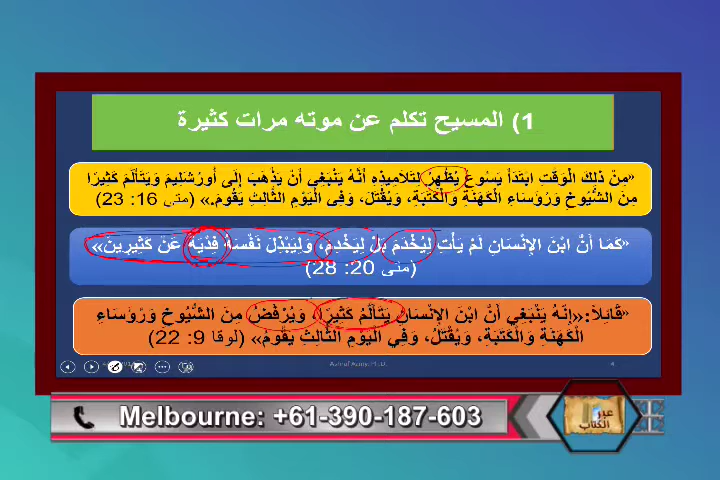 1) المسيح تكلم عن موته مرات كثيرة
«مِنْ ذلِكَ الْوَقْتِ ابْتَدَأَ يَسُوعُ يُظْهِرُ لِتَلاَمِيذِهِ أَنَّهُ يَنْبَغِي أَنْ يَذْهَبَ إِلَى أُورُشَلِيمَ وَيَتَأَلَّمَ كَثِيرًا
مِنَ الشُّيُوخِ وَرُؤَسَاءِ الْكَهَنَةِ وَالْكَتَبَةِ، وَيُقْتَلَ، وَفِي الْيَوْمِ الثَّالِثِ يَقُومَ.» (متى 16: 23)
«كَمَا أَنَّ ابْنَ الإِنْسَانِ لَمْ يَأْتِ لِيُخْدَمَ بَلْ لِيَخْدِمَ، وَلِيَبْذِلَ نَفْسَهُ فِدْيَةً عَنْ كَثِيرِينَ»
(متى 20: 28)
قَائِلاً:«إِنَّهُ يَنْبَغِي أَنَّ ابْنَ الإِنْسَانِ يَتَأَلَّمُ كَثِيرًا، وَيُرْفَضُ مِنَ الشُّيُوخِ وَرُؤَسَاءِ
الْكَهَنَةِ وَالْكَتَبَةِ، وَيُقْتَلُ، وَفِي الْيَوْمِ الثَّالِثِ يَقُومُ» (لوقا 9: 22)
4
Melbourne: +61-390-187-603
عبر
الكتاب